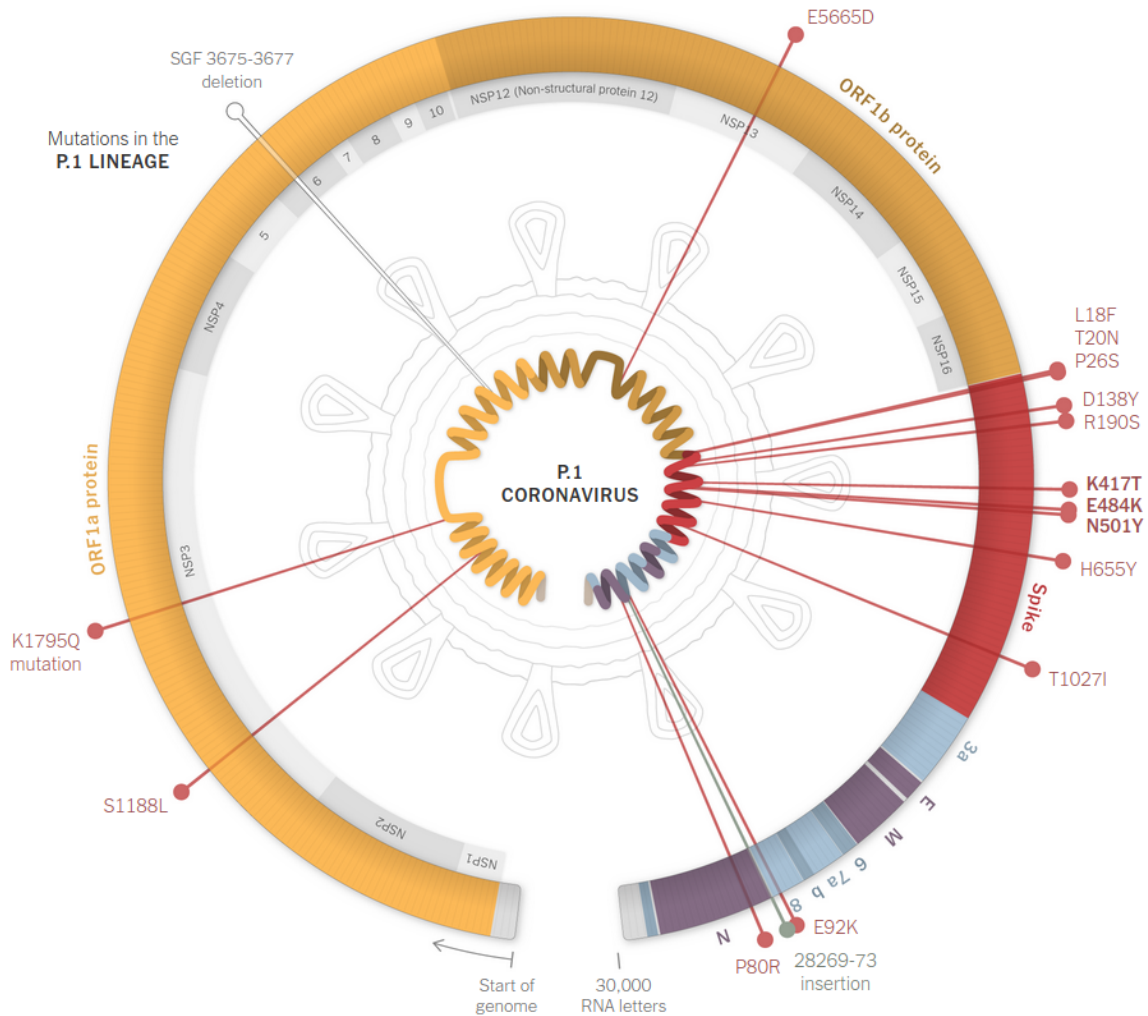 E5665D
SGF 3675-3677
deletion
Mutations in the
P.1 LINEAGE
ORF1b protein
NSP12 (Non-structural protein 12)
NSP13
NSP14
NSP15
NSP16
10
9
8
7
6
5
NSP4
NSP3
NSP2
NSP1
ORF1a protein
L18F
T20N
P26S
D138Y
R190S
K417T
E484K
N501Y
H655Y
Spike
T1027I
P.1
CORONAVIRUS
K1795Q
mutation
S1188L
3a
E
M
6
7a
b
8
N
E92K
P80R
28269-73
insertion
Start of
genome
30,000
RNA letters